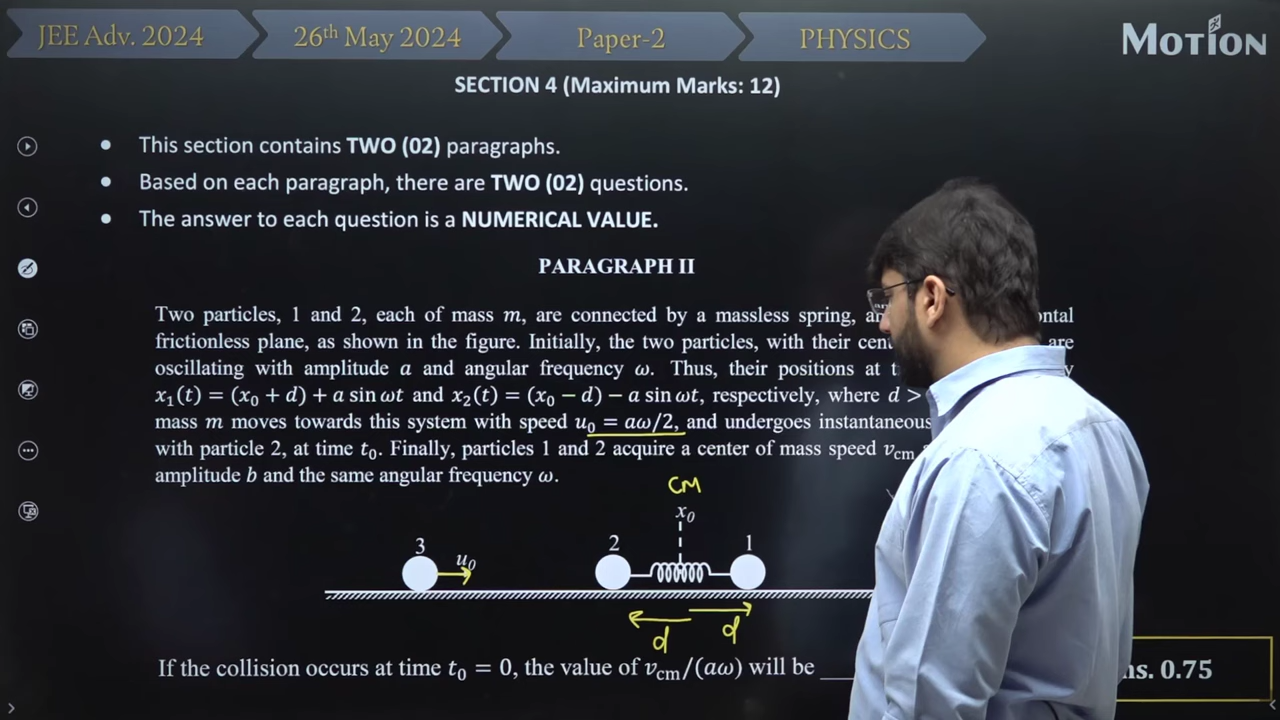 JEE Adv. 2024
26th May 2024
Paper-2
PHYSICS
MOTION
SECTION 4 (Maximum Marks: 12)
• This section contains TWO (02) paragraphs.
• Based on each paragraph, there are TWO (02) questions.
• The answer to each question is a NUMERICAL VALUE.
PARAGRAPH II
Two particles, 1 and 2, each of mass m, are connected by a massless spring, ontal
frictionless plane, as shown in the figure. Initially, the two particles, with their cen are
oscillating with amplitude a and angular frequency ω. Thus, their positions at
x₁(t) = (x₀ + d) + a sin ωt and x₂(t) = (x₀ − d) − a sin ωt, respectively, where d >
mass m moves towards this system with speed u₀ = aω/2, and undergoes instantaneous
with particle 2, at time t₀. Finally, particles 1 and 2 acquire a center of mass speed v_cm
amplitude b and the same angular frequency ω.
CM
x₀
3
u₀
2
1
d
d
If the collision occurs at time t₀ = 0, the value of v_cm/(aω) will be ___
ns. 0.75